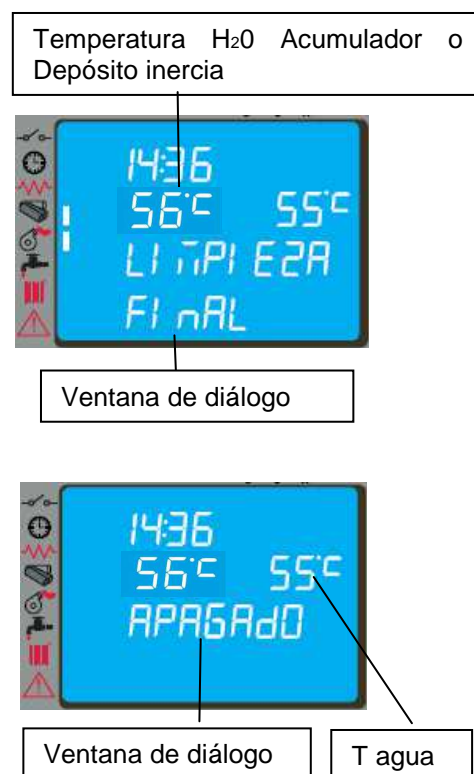 Temperatura H20 Acumulador o
Depósito inercia
14:36
56°C 55°C
LIMPIEZA
FINAL
Ventana de diálogo
14:36
56°C 55°C
APAGAdO
Ventana de diálogo
T agua